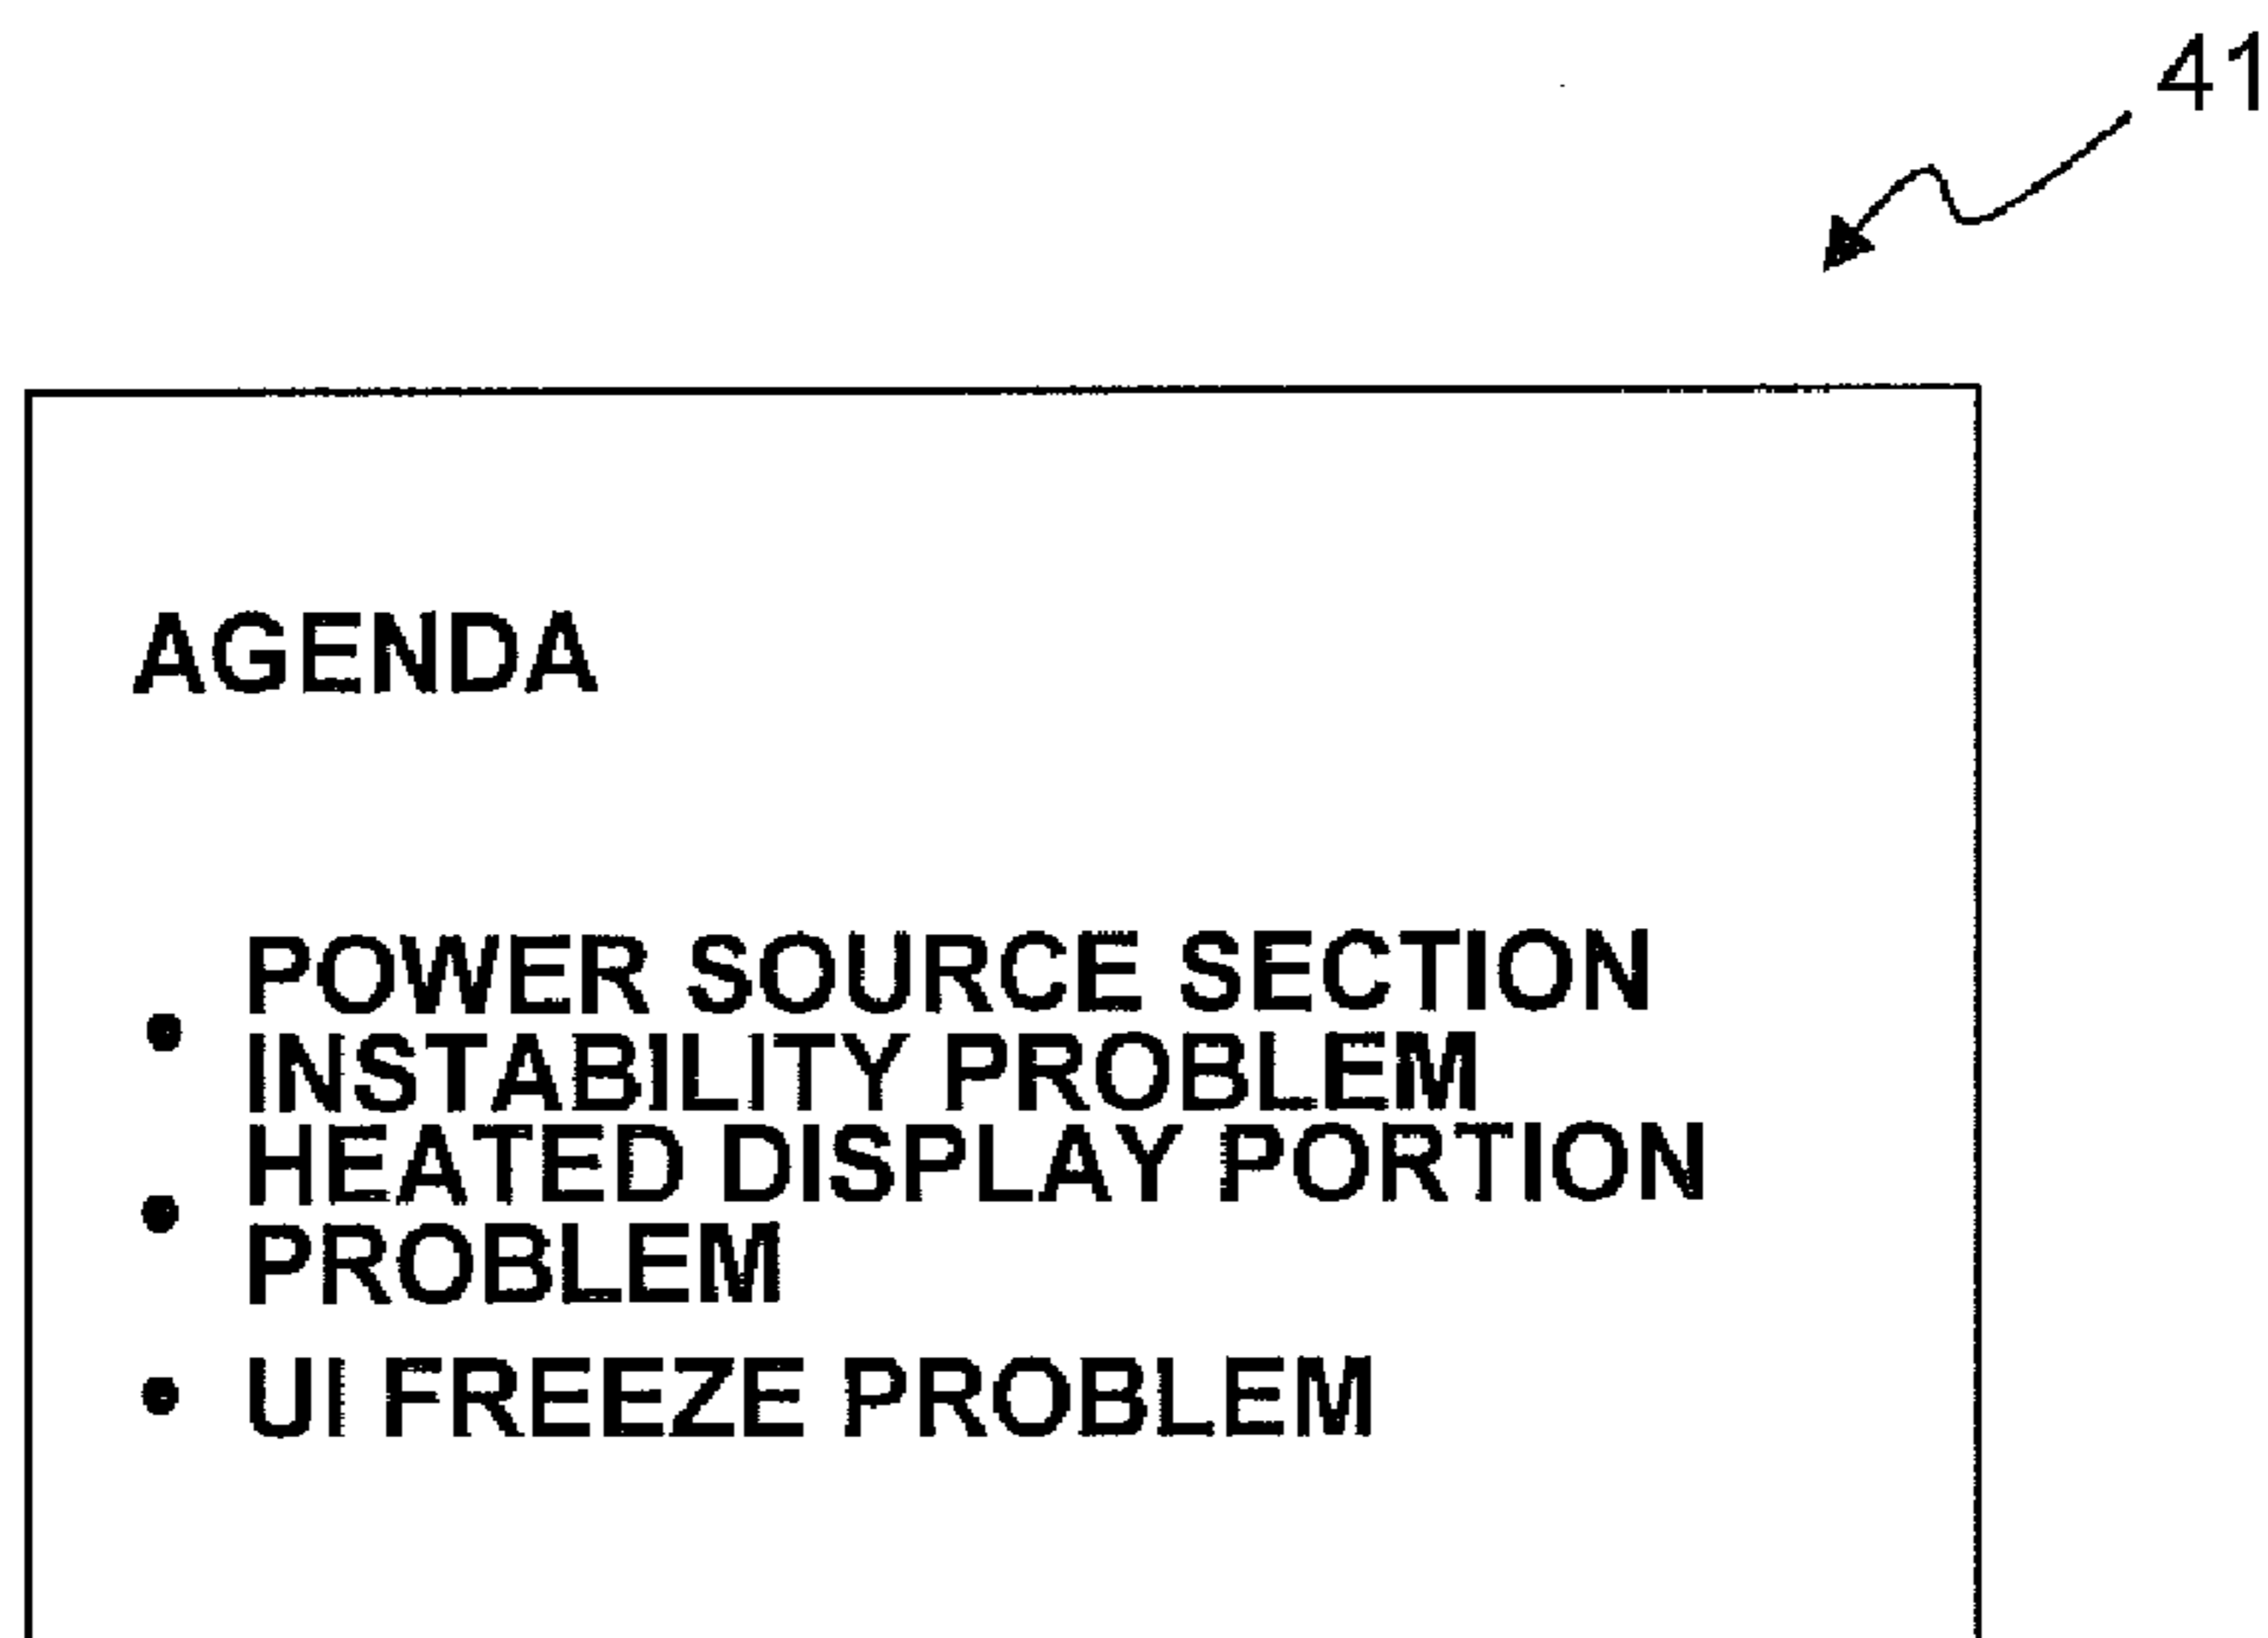 41
AGENDA
• POWER SOURCE SECTION
INSTABILITY PROBLEM
• HEATED DISPLAY PORTION
PROBLEM
• UI FREEZE PROBLEM